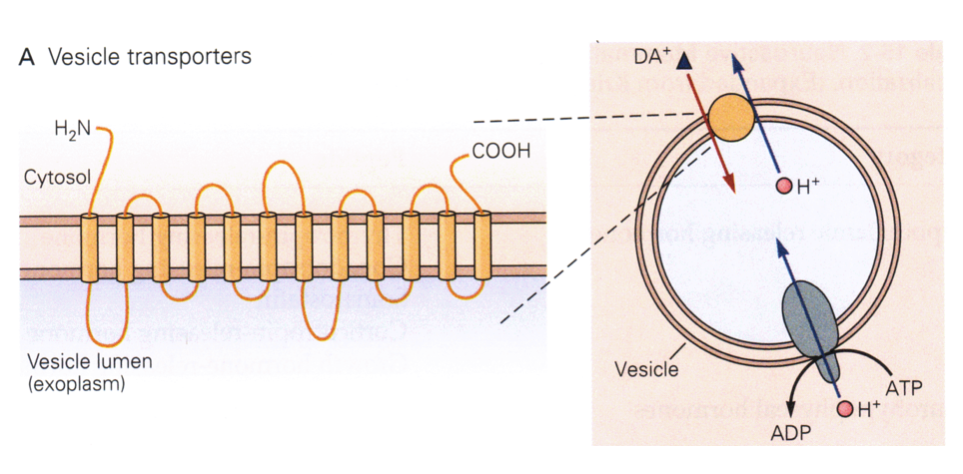 A Vesicle transporters
H₂N
Cytosol
COOH
Vesicle lumen
(exoplasm)
DA⁺
H⁺
Vesicle
ATP
H⁺
ADP